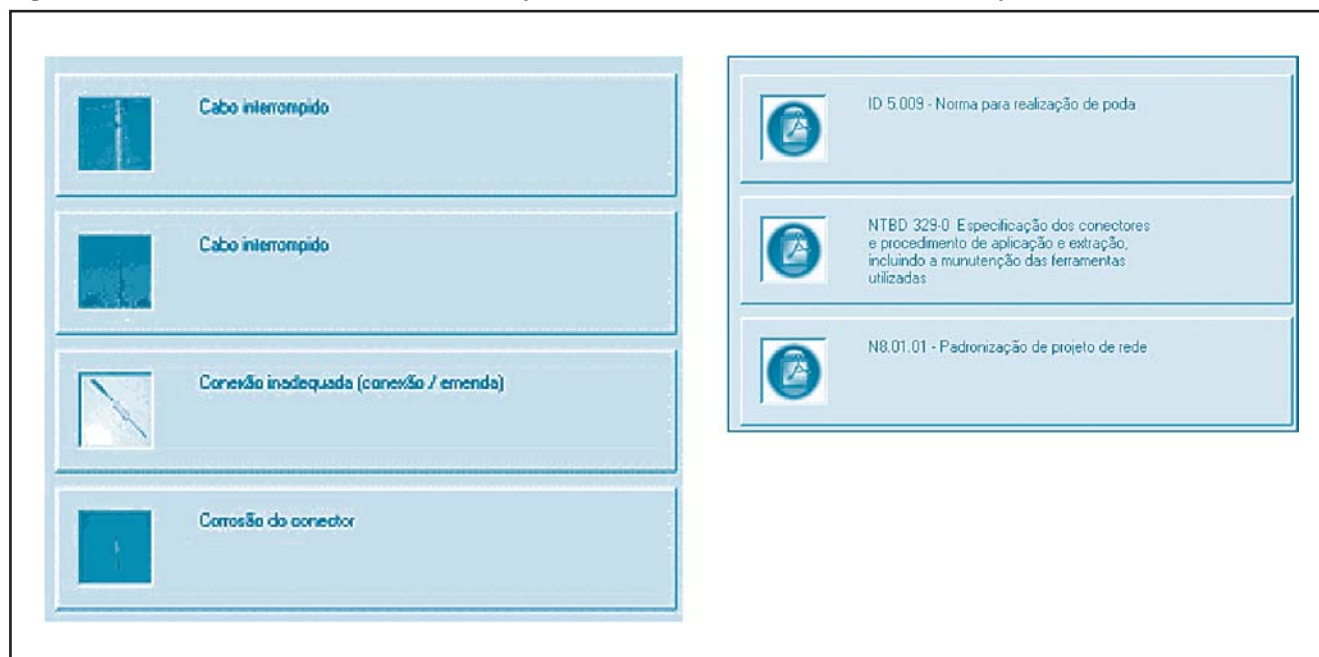 Cabo interrompido
Cabo interrompido
Conexão inadequada (conexão / emenda)
Corrosão do conector
ID 5.009 - Norma para realização de poda
NTBD 329-0 Especificação dos conectores
e procedimento de aplicação e extração,
incluindo a munutenção das ferramentas
utilizadas
N8.01.01 - Padronização de projeto de rede